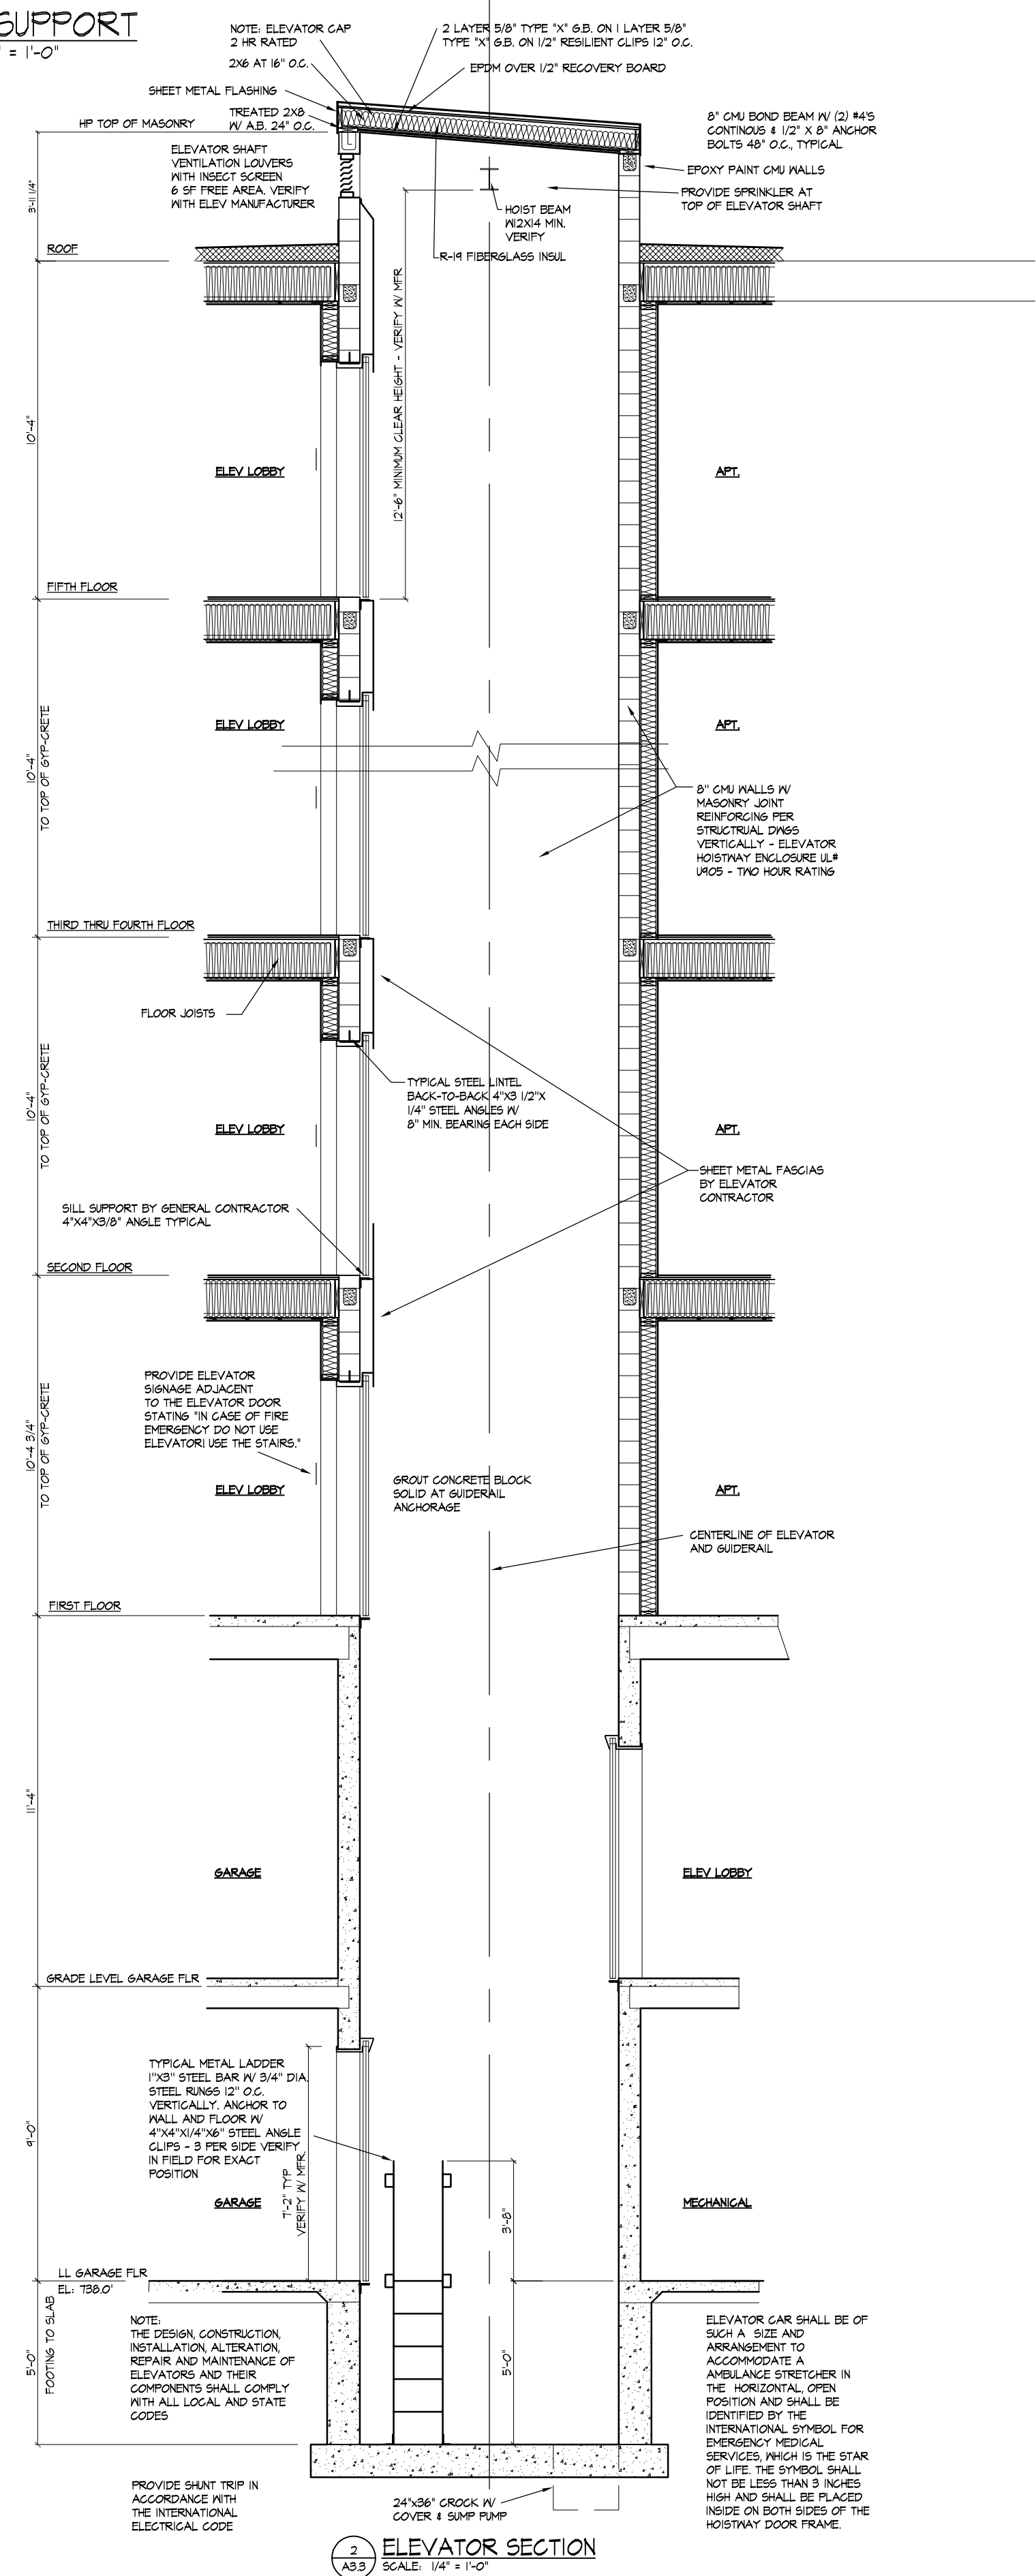 SUPPORT
" = 1'-0"
NOTE: ELEVATOR CAP
2 HR RATED
2X6 AT 16" O.C.
2 LAYER 5/8" TYPE "X" G.B. ON 1 LAYER 5/8"
TYPE "X" G.B. ON 1/2" RESILIENT CLIPS 12" O.C.
EPDM OVER 1/2" RECOVERY BOARD
SHEET METAL FLASHING
TREATED 2X8
W/ A.B. 24" O.C.
HP TOP OF MASONRY
8" CMU BOND BEAM W/ (2) #4'S
CONTINOUS & 1/2" X 8" ANCHOR
BOLTS 48" O.C., TYPICAL
ELEVATOR SHAFT
VENTILATION LOUVERS
WITH INSECT SCREEN
6 SF FREE AREA. VERIFY
WITH ELEV MANUFACTURER
EPOXY PAINT CMU WALLS
PROVIDE SPRINKLER AT
TOP OF ELEVATOR SHAFT
HOIST BEAM
W12X14 MIN.
VERIFY
3'-11 1/4"
R-19 FIBERGLASS INSUL
ROOF
12'-6" MINIMUM CLEAR HEIGHT - VERIFY W/ MFR
10'-4"
ELEV LOBBY
APT.
FIFTH FLOOR
ELEV LOBBY
APT.
10'-4"
TO TOP OF GYP-CRETE
8" CMU WALLS W/
MASONRY JOINT
REINFORCING PER
STRUCTRUAL DWGS
VERTICALLY - ELEVATOR
HOISTWAY ENCLOSURE UL#
U905 - TWO HOUR RATING
THIRD THRU FOURTH FLOOR
FLOOR JOISTS
TYPICAL STEEL LINTEL
BACK-TO-BACK 4"X3 1/2"X
1/4" STEEL ANGLES W/
8" MIN. BEARING EACH SIDE
10'-4"
TO TOP OF GYP-CRETE
ELEV LOBBY
APT.
SHEET METAL FASCIAS
BY ELEVATOR
CONTRACTOR
SILL SUPPORT BY GENERAL CONTRACTOR
4"X4"X3/8" ANGLE TYPICAL
SECOND FLOOR
PROVIDE ELEVATOR
SIGNAGE ADJACENT
TO THE ELEVATOR DOOR
STATING "IN CASE OF FIRE
EMERGENCY DO NOT USE
ELEVATOR! USE THE STAIRS."
10'-4 3/4"
TO TOP OF GYP-CRETE
ELEV LOBBY
GROUT CONCRETE BLOCK
SOLID AT GUIDERAIL
ANCHORAGE
APT.
CENTERLINE OF ELEVATOR
AND GUIDERAIL
FIRST FLOOR
11'-4"
GARAGE
ELEV LOBBY
GRADE LEVEL GARAGE FLR
TYPICAL METAL LADDER
1"X3" STEEL BAR W/ 3/4" DIA.
STEEL RUNGS 12" O.C.
VERTICALLY. ANCHOR TO
WALL AND FLOOR W/
4"X4"X1/4"X6" STEEL ANGLE
CLIPS - 3 PER SIDE VERIFY
IN FIELD FOR EXACT
POSITION
9'-0"
7'-2" TYP
VERIFY W/ MFR.
3'-8"
GARAGE
MECHANICAL
LL GARAGE FLR
EL: 738.0'
5'-0"
FOOTING TO SLAB
NOTE:
THE DESIGN, CONSTRUCTION,
INSTALLATION, ALTERATION,
REPAIR AND MAINTENANCE OF
ELEVATORS AND THEIR
COMPONENTS SHALL COMPLY
WITH ALL LOCAL AND STATE
CODES
5'-0"
ELEVATOR CAR SHALL BE OF
SUCH A SIZE AND
ARRANGEMENT TO
ACCOMMODATE A
AMBULANCE STRETCHER IN
THE HORIZONTAL, OPEN
POSITION AND SHALL BE
IDENTIFIED BY THE
INTERNATIONAL SYMBOL FOR
EMERGENCY MEDICAL
SERVICES, WHICH IS THE STAR
OF LIFE. THE SYMBOL SHALL
NOT BE LESS THAN 3 INCHES
HIGH AND SHALL BE PLACED
INSIDE ON BOTH SIDES OF THE
HOISTWAY DOOR FRAME.
PROVIDE SHUNT TRIP IN
ACCORDANCE WITH
THE INTERNATIONAL
ELECTRICAL CODE
24"x36" CROCK W/
COVER & SUMP PUMP
2
A3.3
ELEVATOR SECTION
SCALE: 1/4" = 1'-0"